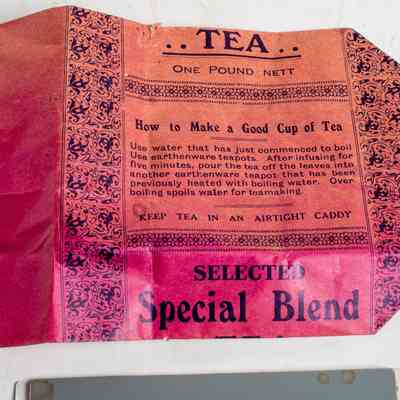 .. TEA ..
ONE POUND NETT
How to Make a Good Cup of Tea
Use water that has just commenced to boil
Use earthenware teapots. After infusing for
five minutes, pour the tea off the leaves into
another earthenware teapot that has been
previously heated with boiling water. Over
boiling spoils water for teamaking.
KEEP TEA IN AN AIRTIGHT CADDY
SELECTED
Special Blend